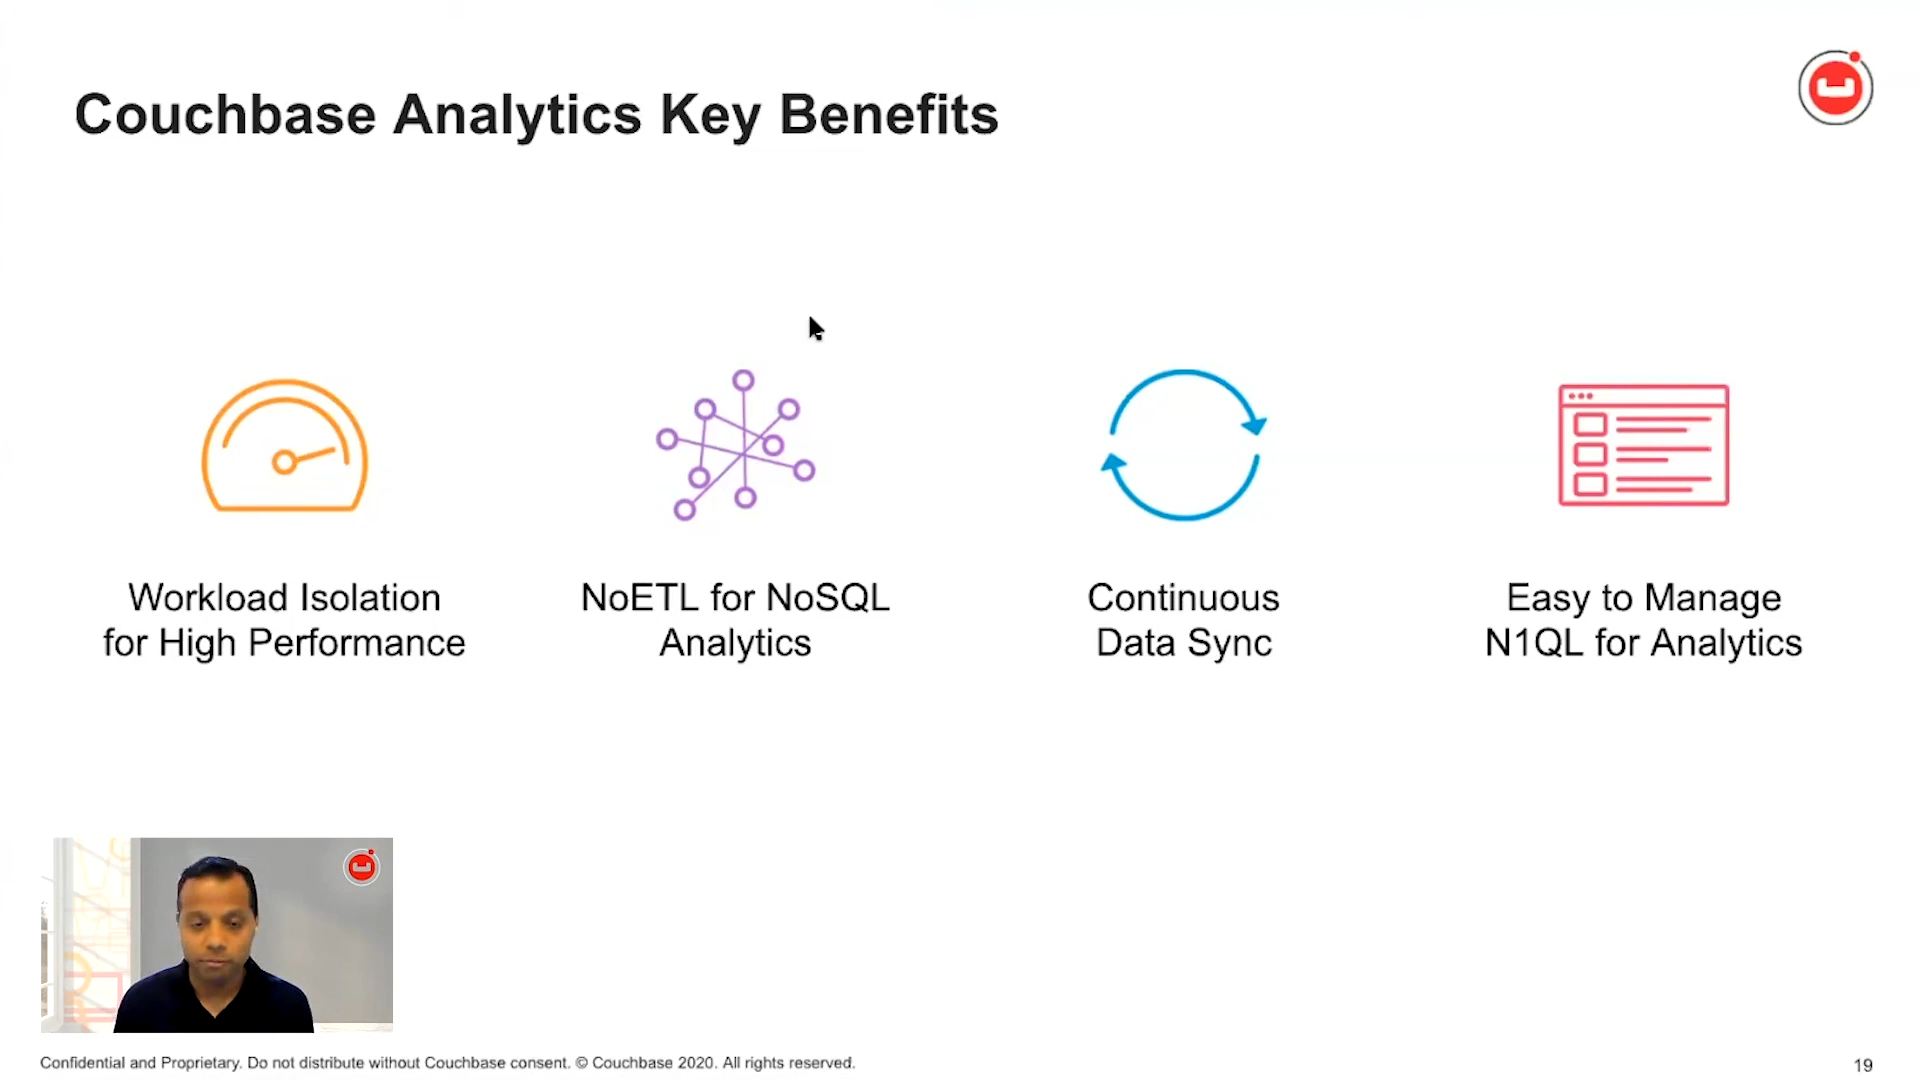 Couchbase Analytics Key Benefits
Workload Isolation
for High Performance
NoETL for NoSQL
Analytics
Continuous
Data Sync
Easy to Manage
N1QL for Analytics
Confidential and Proprietary. Do not distribute without Couchbase consent. © Couchbase 2020. All rights reserved.
19